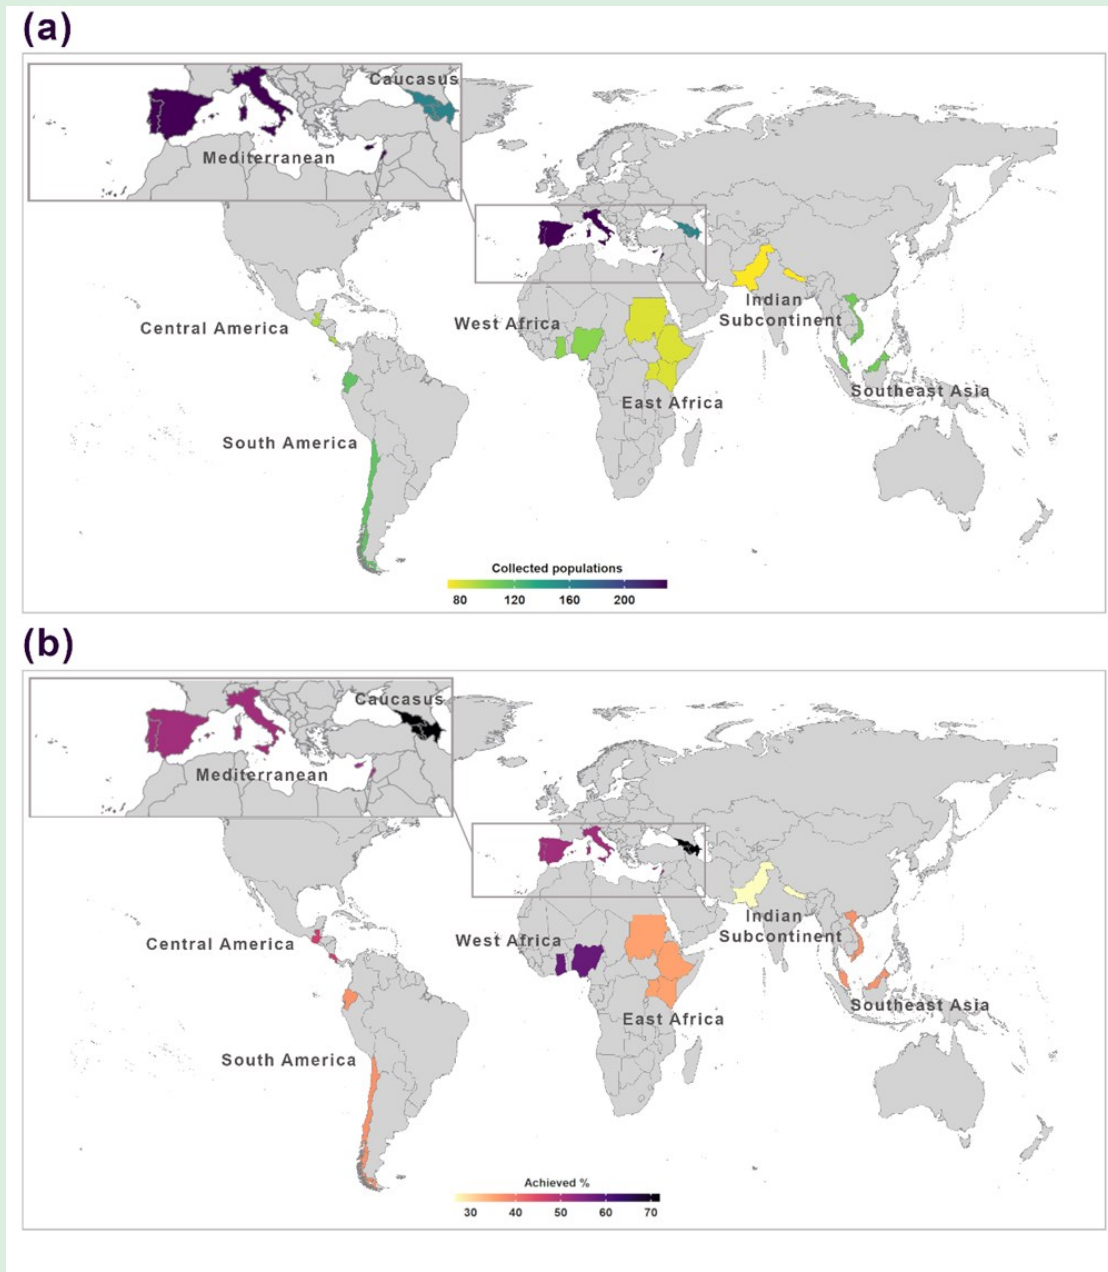 (a)
Caucasus
Mediterranean
Central America
West Africa
Indian
Subcontinent
East Africa
Southeast Asia
South America
Collected populations
80 120 160 200
(b)
Caucasus
Mediterranean
Central America
West Africa
Indian
Subcontinent
Southeast Asia
East Africa
South America
Achieved %
30 40 50 60 70